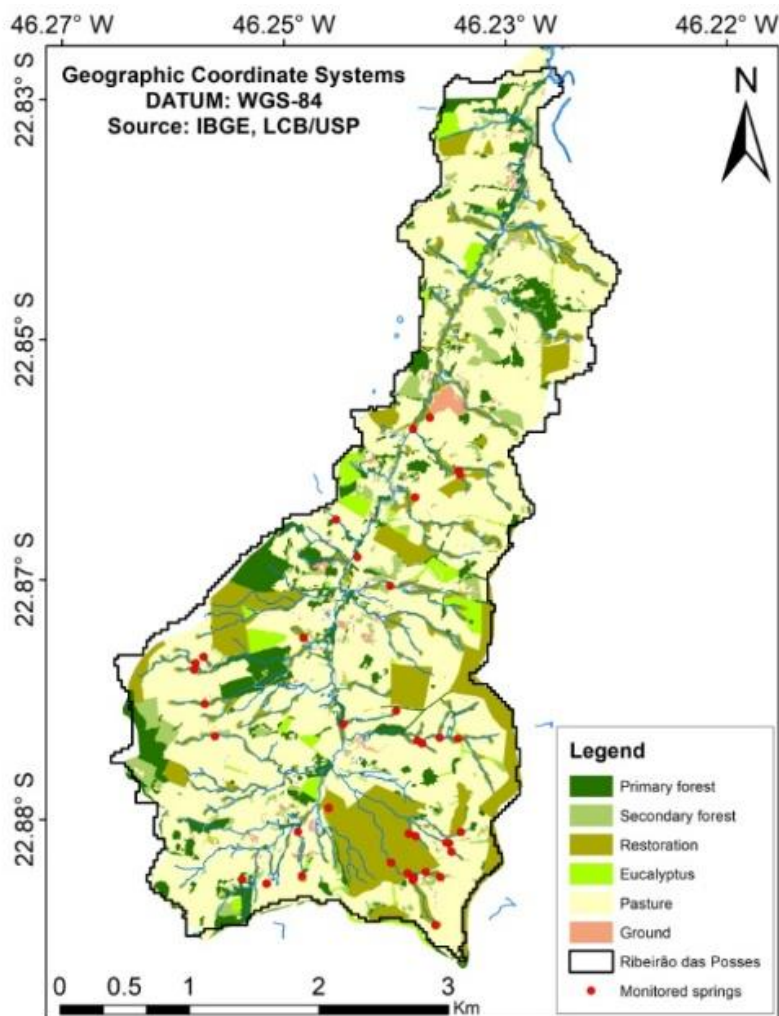 46.27° W 46.25° W 46.23° W 46.22° W
Geographic Coordinate Systems
DATUM: WGS-84
Source: IBGE, LCB/USP
N
22.83° S
22.85° S
22.87° S
22.88° S
Legend
Primary forest
Secondary forest
Restoration
Eucalyptus
Pasture
Ground
Ribeirão das Posses
Monitored springs
0 0.5 1 2 3
Km